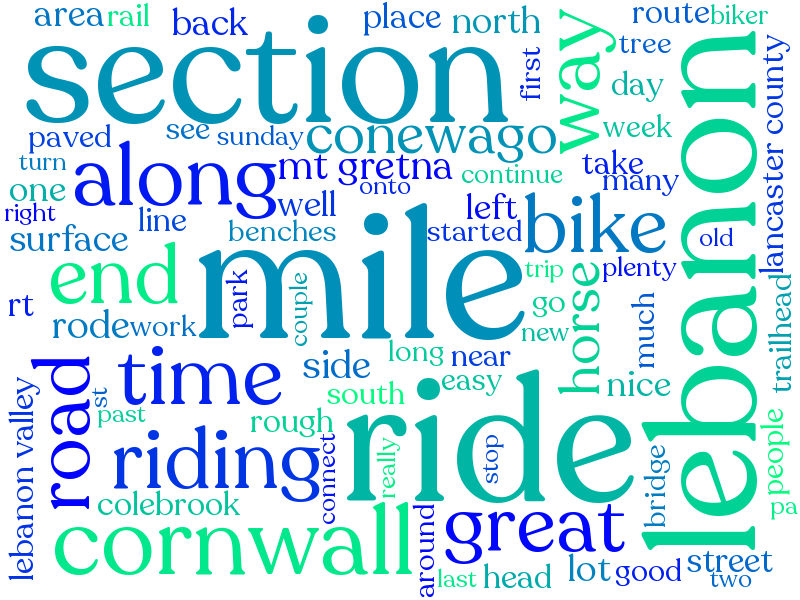 area
rail
back
place
north
route
biker
section
first
way
tree
day
lebanon
lancaster county
paved
see
sunday
conewago
week
turn
along
mt gretna
continue
take
many
one
onto
right
line
well
left
surface
benches
started
bike
old
end
mile
park
couple
trip
plenty
rt
rode
work
go
new
horse
much
trailhead
time
side
long
near
easy
nice
road
st
past
south
rough
ride
people
lebanon valley
riding
connect
really
stop
bridge
colebrook
pa
cornwall
around
great
last
head
lot
good
street
two